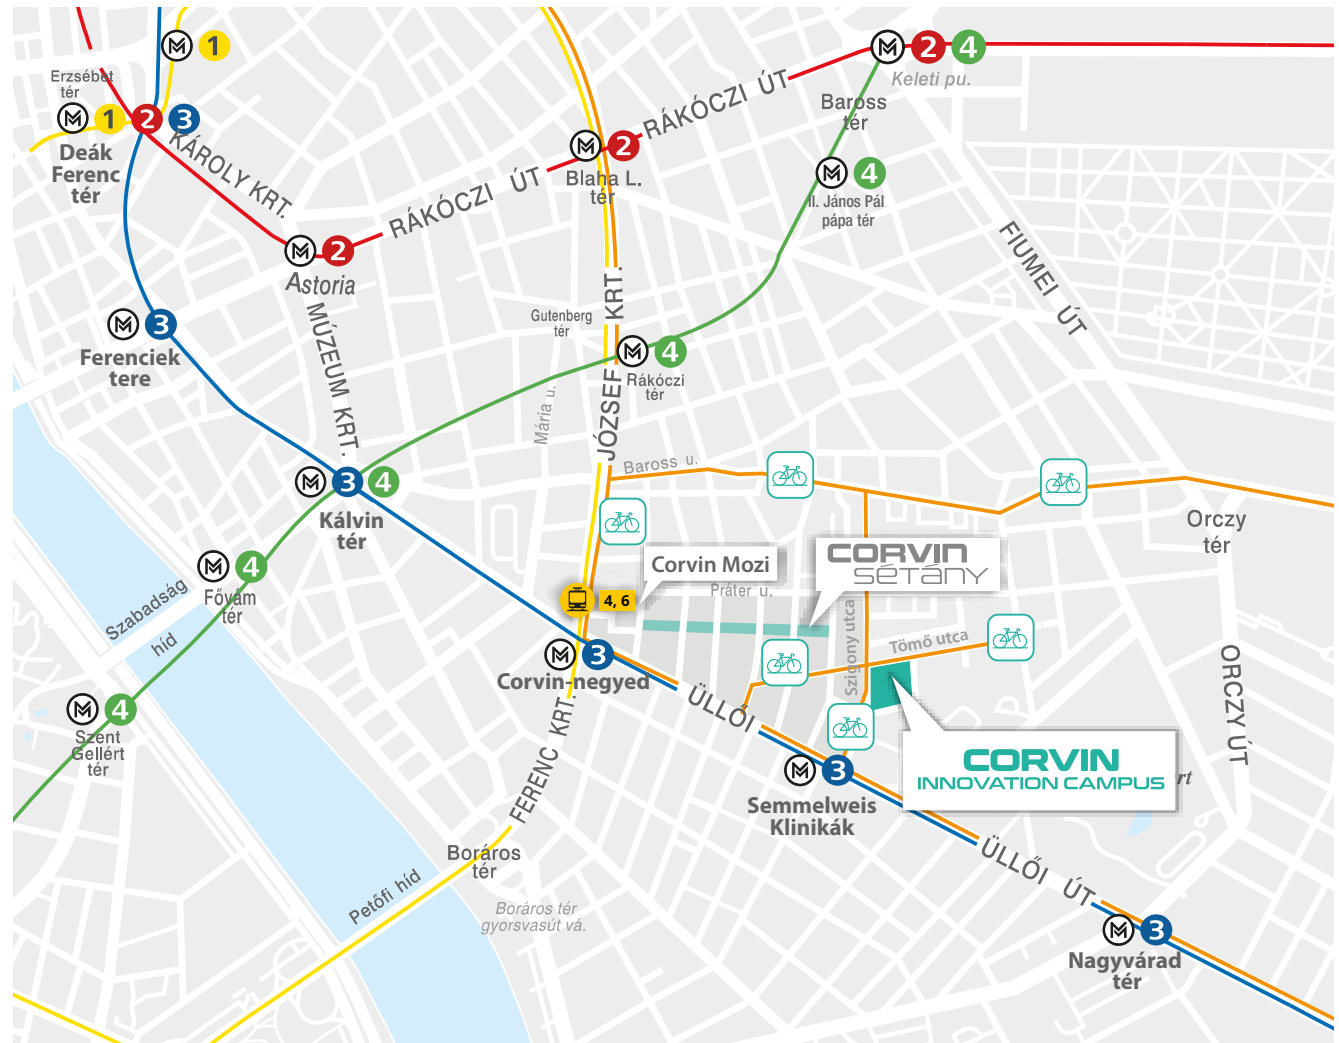 1
2
4
Keleti pu.
Erzsébet
tér
1
2
3
Deák
Ferenc
tér
KÁROLY KRT.
RÁKÓCZI ÚT
Baross
tér
2
Blaha L.
tér
4
II. János Pál
pápa tér
RÁKÓCZI ÚT
2
Astoria
FIUMEI ÚT
3
Ferenciek
tere
MÚZEUM KRT.
Gutenberg
tér
JÓZSEF KRT.
4
Rákóczi
tér
Mária u.
Baross u.
3
4
Kálvin
tér
Orczy
tér
Corvin Mozi
CORVIN
sétány
Práter u.
4
Fővám
tér
Szabadság
híd
4, 6
Szigony utca
Tömő utca
3
Corvin-negyed
ÜLLŐI
ORCZY ÚT
4
Szent
Gellért
tér
FERENC KRT.
CORVIN
INNOVATION CAMPUS
rt
3
Semmelweis
Klinikák
Boráros
tér
ÜLLŐI ÚT
Petőfi híd
Boráros tér
gyorsvasút vá.
3
Nagyvárad
tér